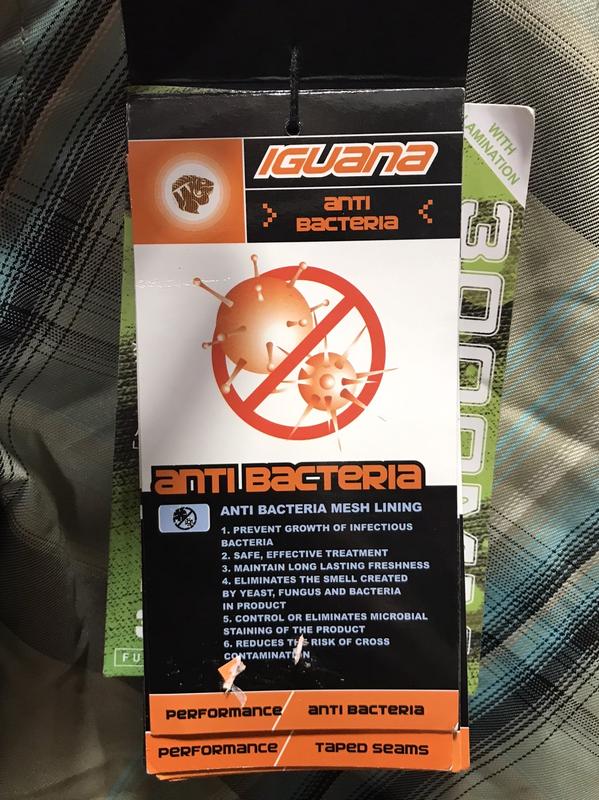 IGUANA
ANTI
BACTERIA
ITG
WITH
LAMINATION
ANTI BACTERIA
ANTI BACTERIA MESH LINING
1. PREVENT GROWTH OF INFECTIOUS
BACTERIA
2. SAFE, EFFECTIVE TREATMENT
3. MAINTAIN LONG LASTING FRESHNESS
4. ELIMINATES THE SMELL CREATED
BY YEAST, FUNGUS AND BACTERIA
IN PRODUCT
5. CONTROL OR ELIMINATES MICROBIAL
STAINING OF THE PRODUCT
6. REDUCES THE RISK OF CROSS
CONTAMINATION
PERFORMANCE / ANTI BACTERIA
PERFORMANCE / TAPED SEAMS